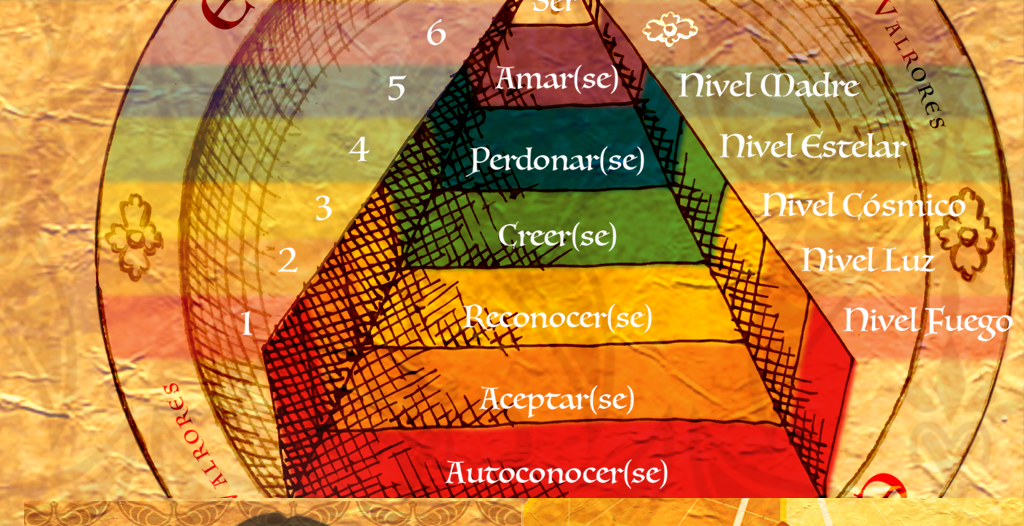 Ser
6
Amar(se)
5
Nivel Madre
Perdonar(se)
4
Nivel Estelar
Creer(se)
3
Nivel Cósmico
2
Nivel Luz
Reconocer(se)
1
Nivel Fuego
Aceptar(se)
Autoconocer(se)
VALRORES
VALRORES